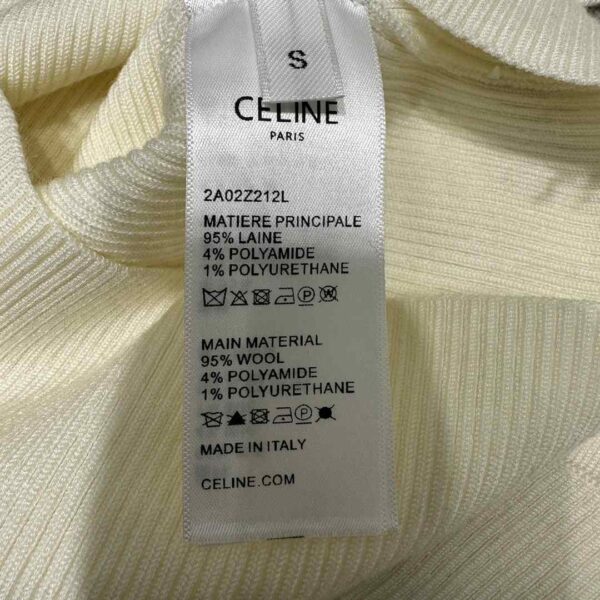 S
CELINE
PARIS
2A02Z212L
MATIERE PRINCIPALE
95% LAINE
4% POLYAMIDE
1% POLYURETHANE
P W
MAIN MATERIAL
95% WOOL
4% POLYAMIDE
1% POLYURETHANE
P
MADE IN ITALY
CELINE.COM